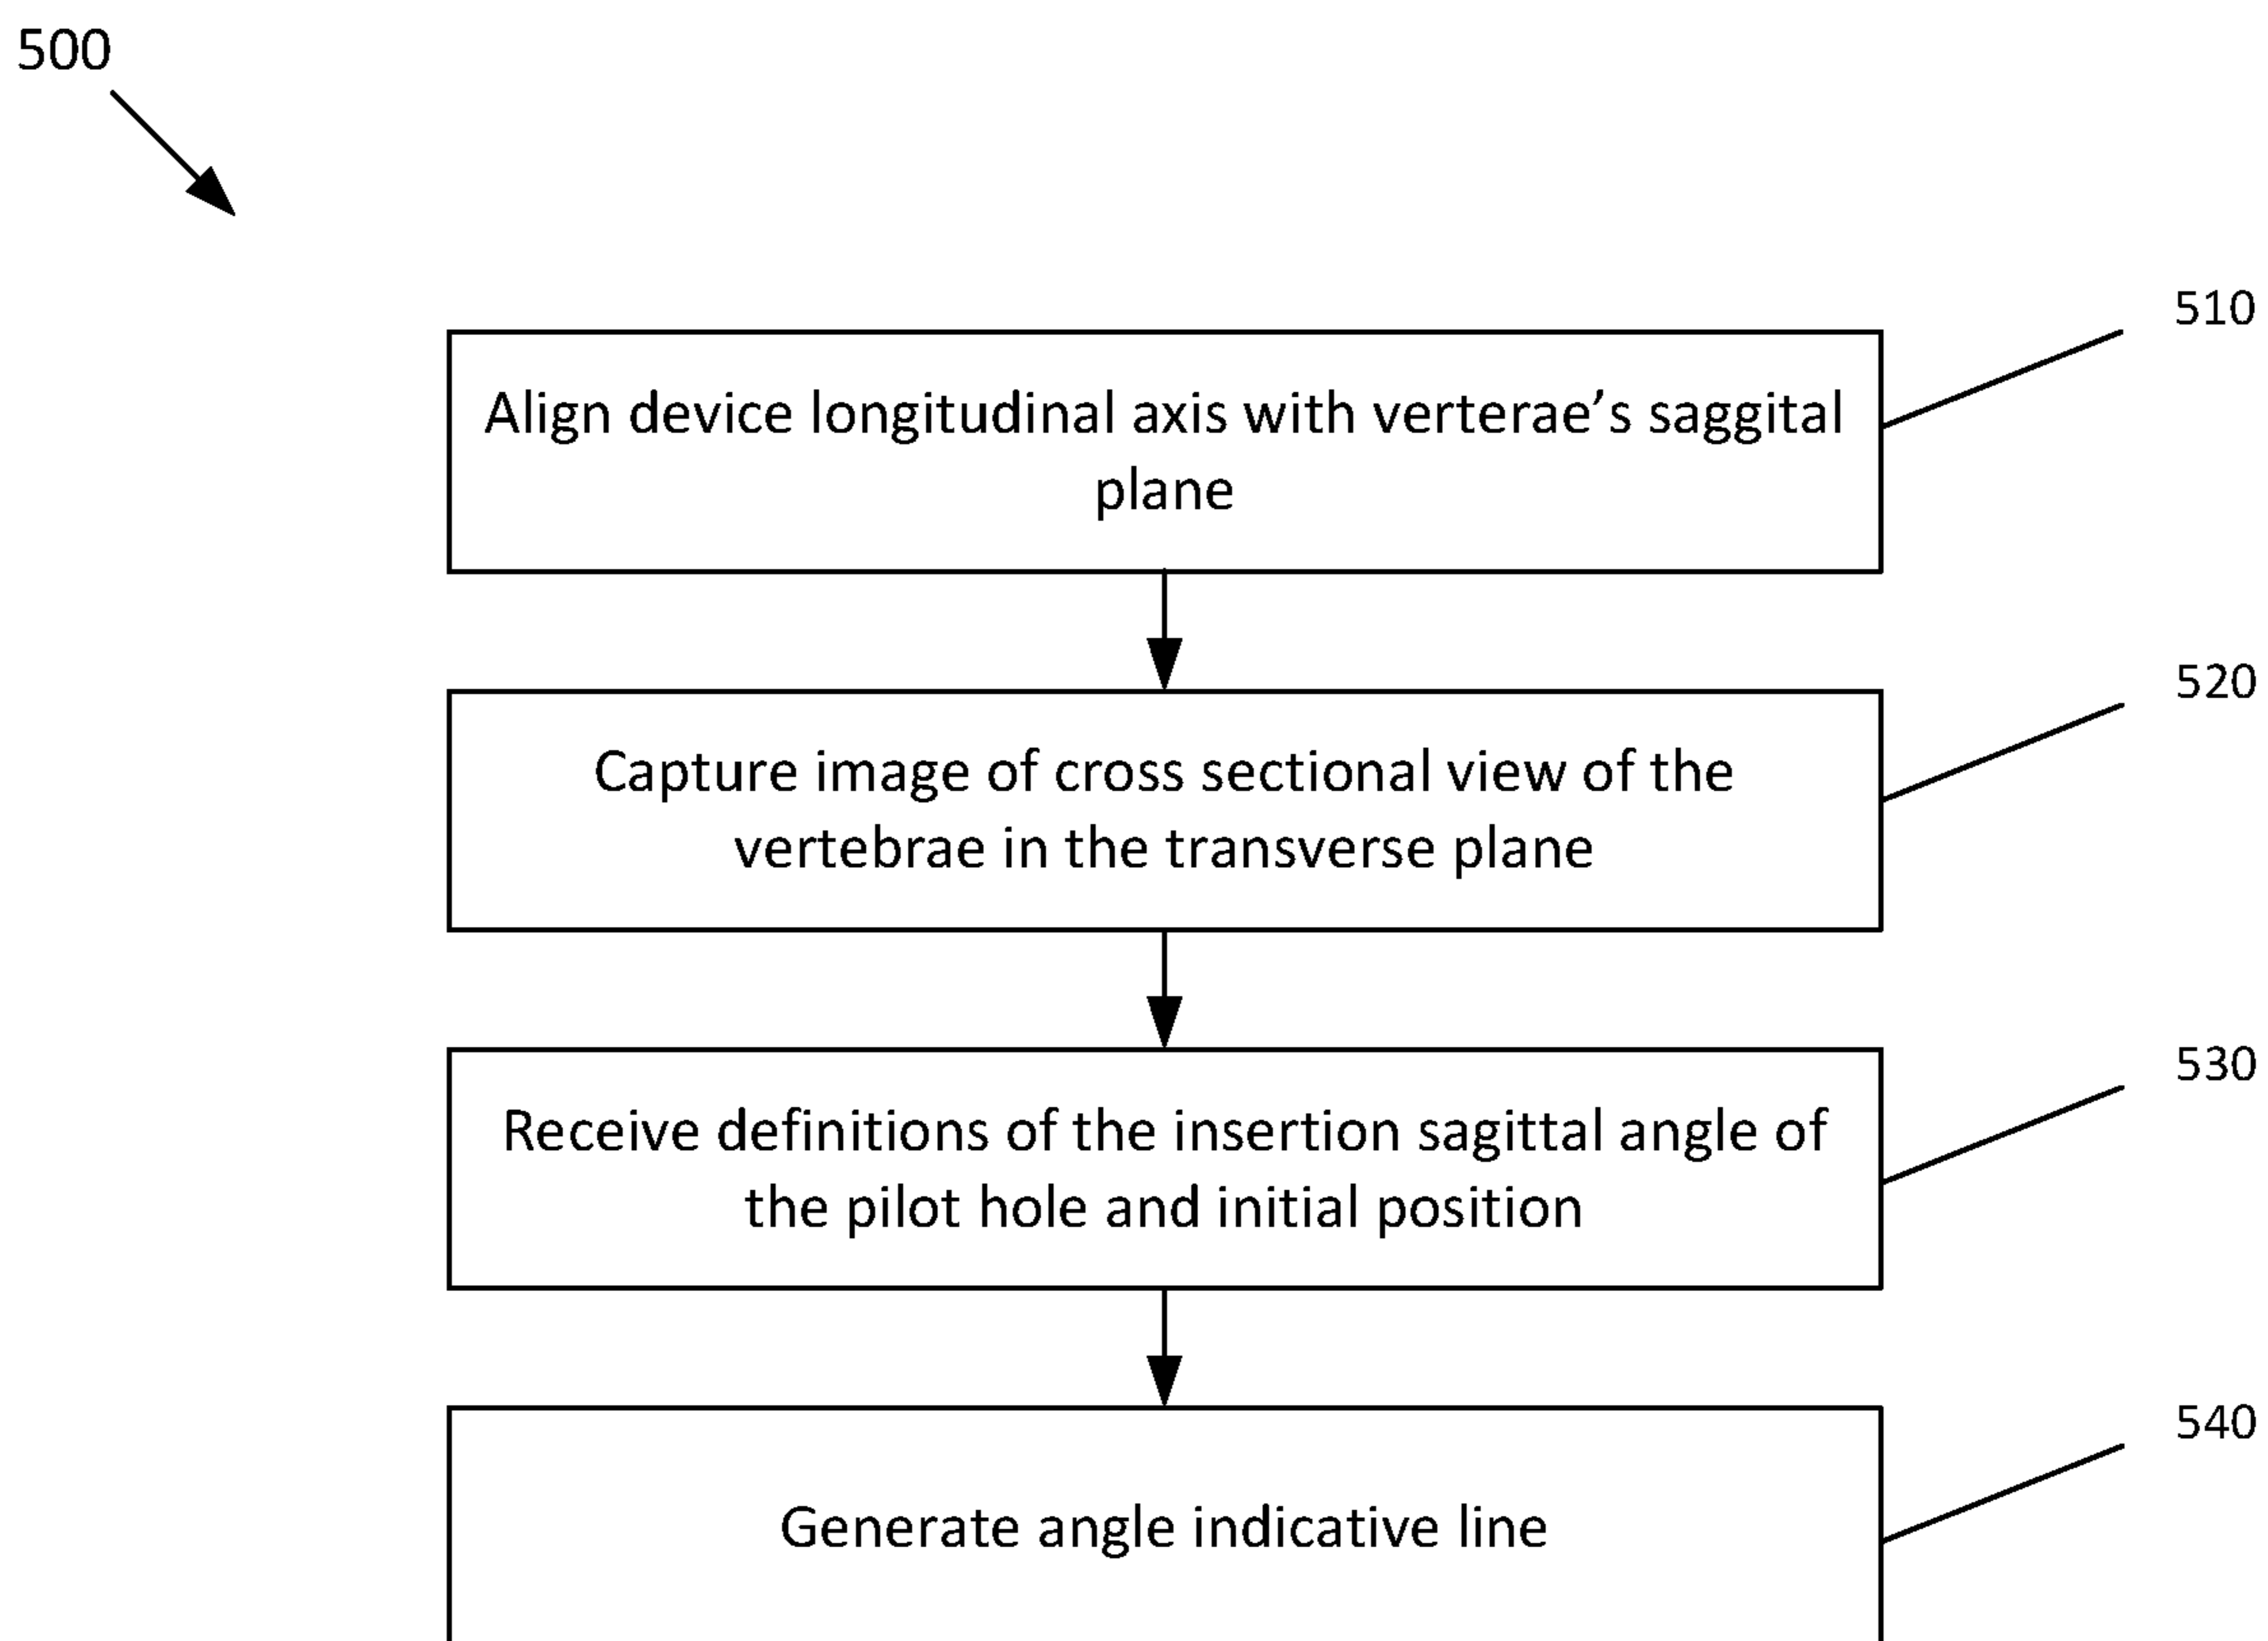 500
510
Align device longitudinal axis with verterae’s saggital
plane
520
Capture image of cross sectional view of the
vertebrae in the transverse plane
530
Receive definitions of the insertion sagittal angle of
the pilot hole and initial position
540
Generate angle indicative line